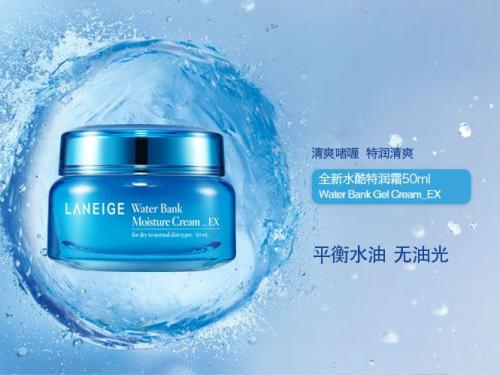 LANEIGE
Water Bank
Moisture Cream_EX
for dry to normal skin types / 50 ml
清爽啫喱 特润清爽
全新水酷特润霜50ml
Water Bank Gel Cream_EX
平衡水油 无油光